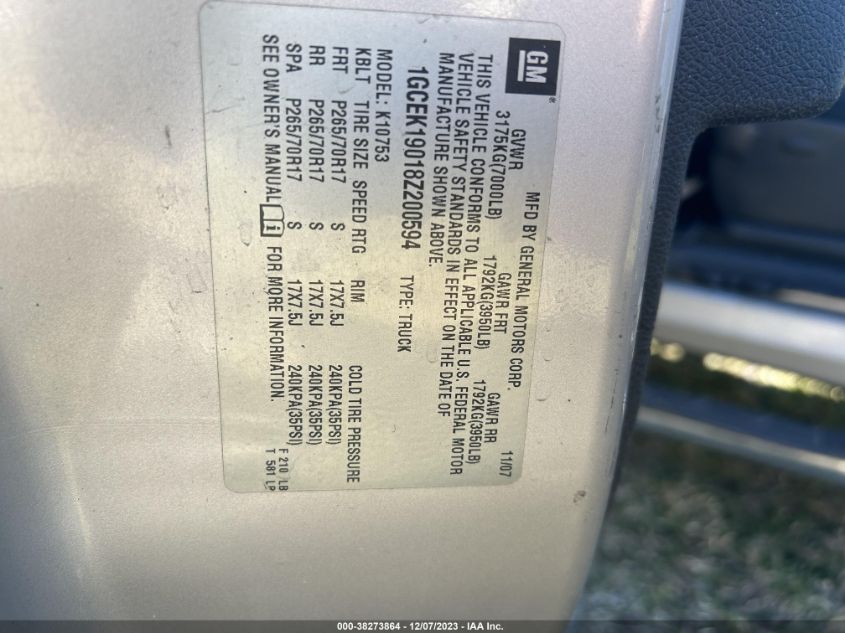 GM
MFD BY GENERAL MOTORS CORP.
11/07
GVWR GAWR FRT GAWR RR
3175KG(7000LB) 1792KG(3950LB) 1792KG(3950LB)
THIS VEHICLE CONFORMS TO ALL APPLICABLE U.S. FEDERAL MOTOR
VEHICLE SAFETY STANDARDS IN EFFECT ON THE DATE OF
MANUFACTURE SHOWN ABOVE.
1GCEK19018Z200594 TYPE: TRUCK
MODEL: K10753
KBLT TIRE SIZE SPEED RTG RIM COLD TIRE PRESSURE
FRT P265/70R17 S 17X7.5J 240KPA(35PSI)
RR P265/70R17 S 17X7.5J 240KPA(35PSI)
SPA P265/70R17 S 17X7.5J 240KPA(35PSI)
SEE OWNER'S MANUAL i FOR MORE INFORMATION.
F 210 LB
T 581 LP
000-38273864 - 12/07/2023 - IAA Inc.